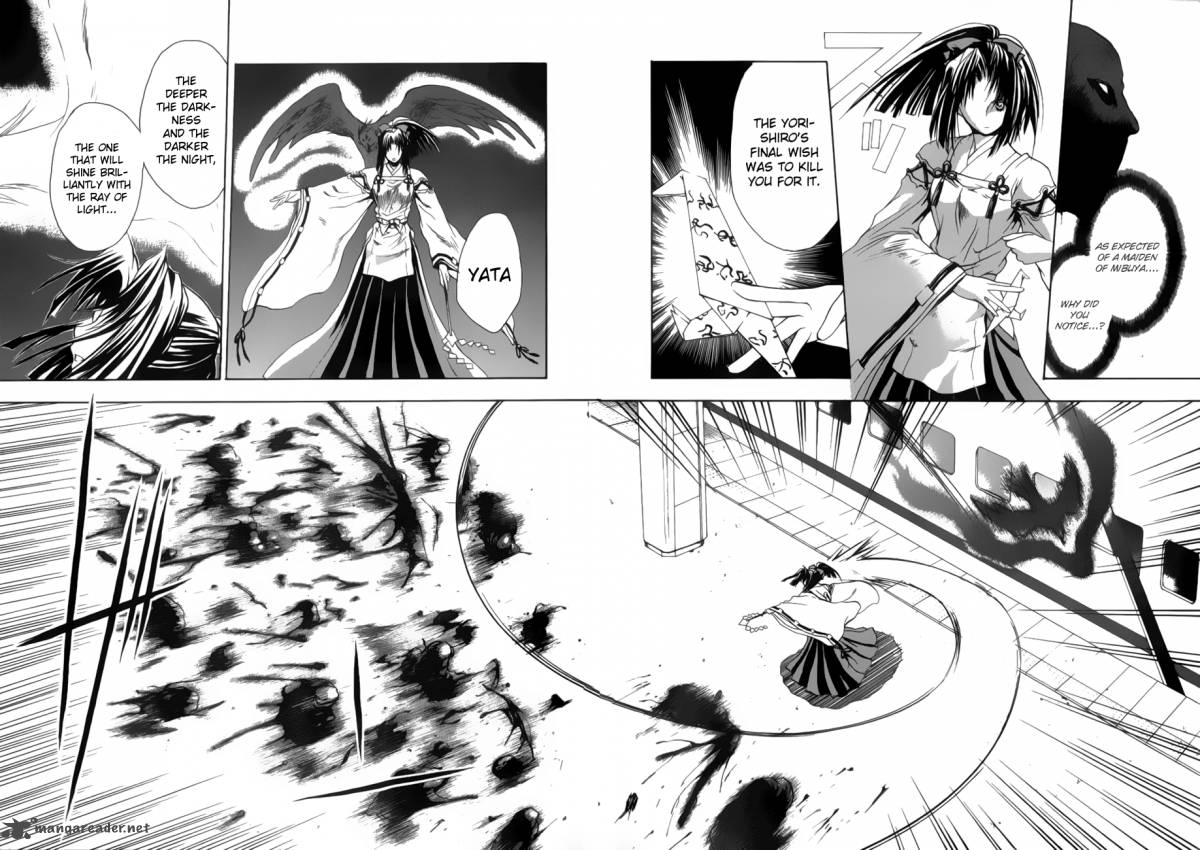 AS EXPECTED
OF A MAIDEN
OF MIBUYA....
WHY DID
YOU
NOTICE...?
THE YORI-
SHIRO'S
FINAL WISH
WAS TO KILL
YOU FOR IT.
YATA
THE
DEEPER
THE DARK-
NESS
AND THE
DARKER
THE NIGHT,
THE ONE
THAT WILL
SHINE BRIL-
LIANTLY WITH
THE RAY OF
LIGHT...
mangareader.net